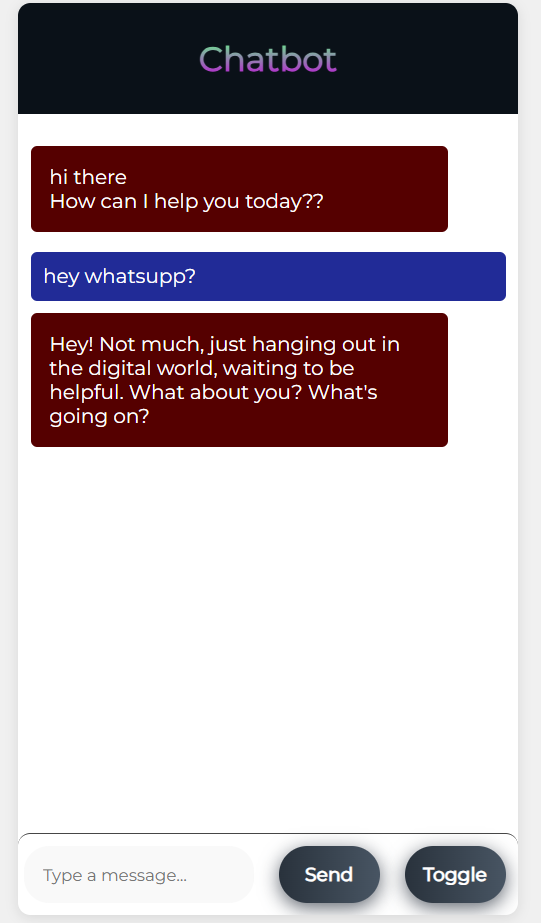 Chatbot
hi there
How can I help you today??
hey whatsupp?
Hey! Not much, just hanging out in
the digital world, waiting to be
helpful. What about you? What's
going on?
Type a message...
Send
Toggle